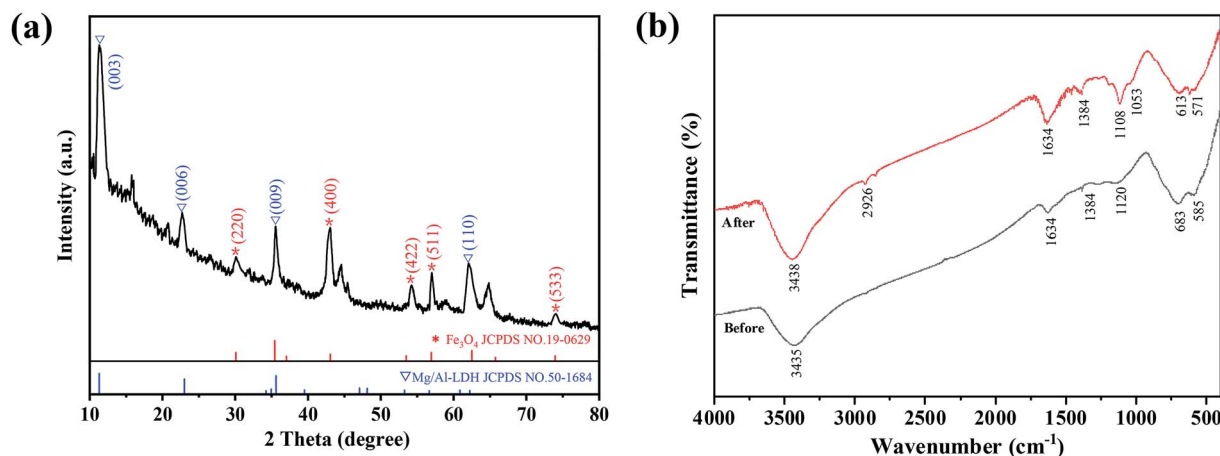 (a)
Intensity (a.u.)
▽
(003)
▽(006)
*(220)
▽(009)
*(400)
*(422)
*(511)
▽(110)
*(533)
* Fe₃O₄ JCPDS NO.19-0629
▽Mg/Al-LDH JCPDS NO.50-1684
10 20 30 40 50 60 70 80
2 Theta (degree)
(b)
Transmittance (%)
After
3438
2926
1634
1384
1108
1053
613
571
Before
3435
1634
1384
1120
683
585
4000 3500 3000 2500 2000 1500 1000 500
Wavenumber (cm⁻¹)